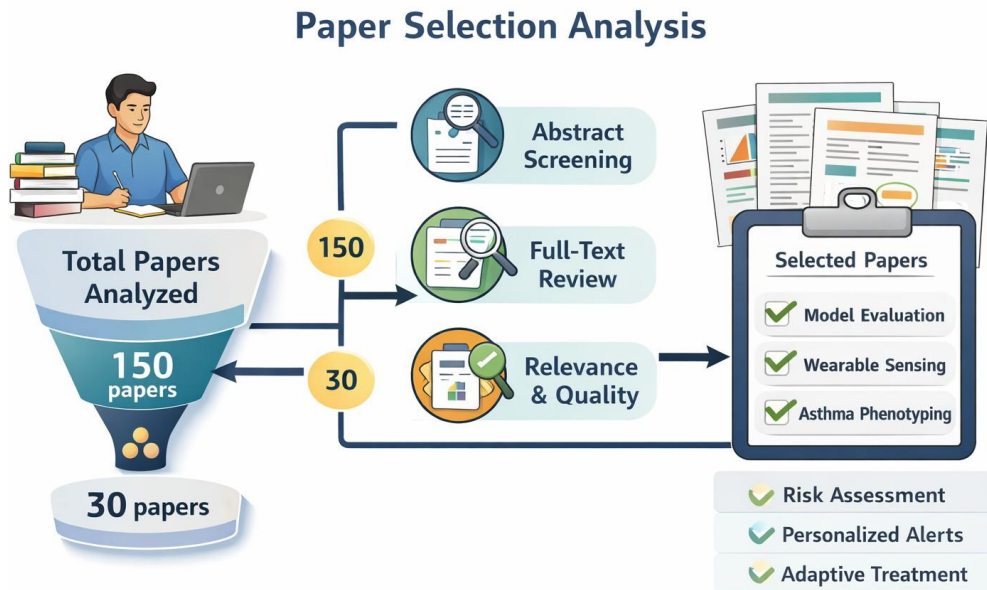 Paper Selection Analysis
Total Papers
Analyzed
150
papers
30 papers
150
30
Abstract
Screening
Full-Text
Review
Relevance
& Quality
Selected Papers
Model Evaluation
Wearable Sensing
Asthma Phenotyping
Risk Assessment
Personalized Alerts
Adaptive Treatment